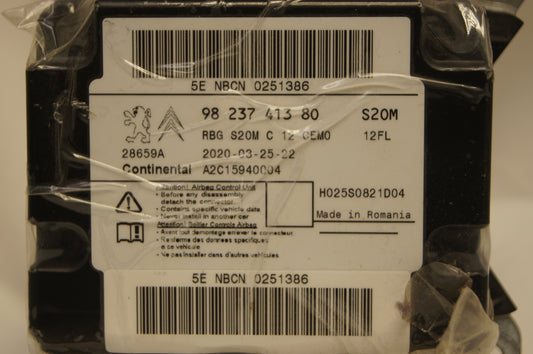 5E NBCN 0251386
98 237 413 80 S20M
RBG S20M C 12 CEMO 12FL
28659A 2020-03-25-22
Continental A2C15940004
Attention! Airbag Control Unit
- Before any disassembly
detach the connector
- Contains specific vehicle data
- Never install in another car
H025S0821D04
Made in Romania
Attention! Boitier Controle Airbag
- Avant tout demontage enlever le connecteur
- Renferme des donnees specifiques
a ce vehicule
- Ne pas installer dans d'autres vehicules
5E NBCN 0251386